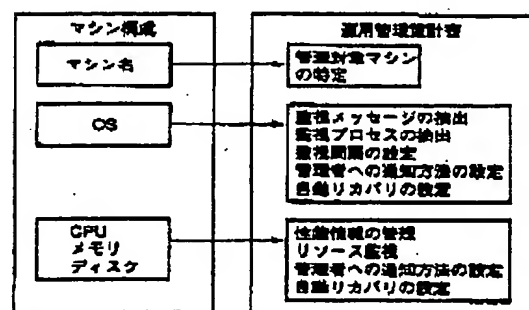 マシン構成
マシン名
OS
CPU
メモリ
ディスク
運用管理設計書
管理対象マシン
の特定
監視メッセージの抽出
監視プロセスの抽出
監視間隔の設定
管理者への通知方法の設定
自動リカバリの設定
性能情報の管理
リソース監視
管理者への通知方法の設定
自動リカバリの設定